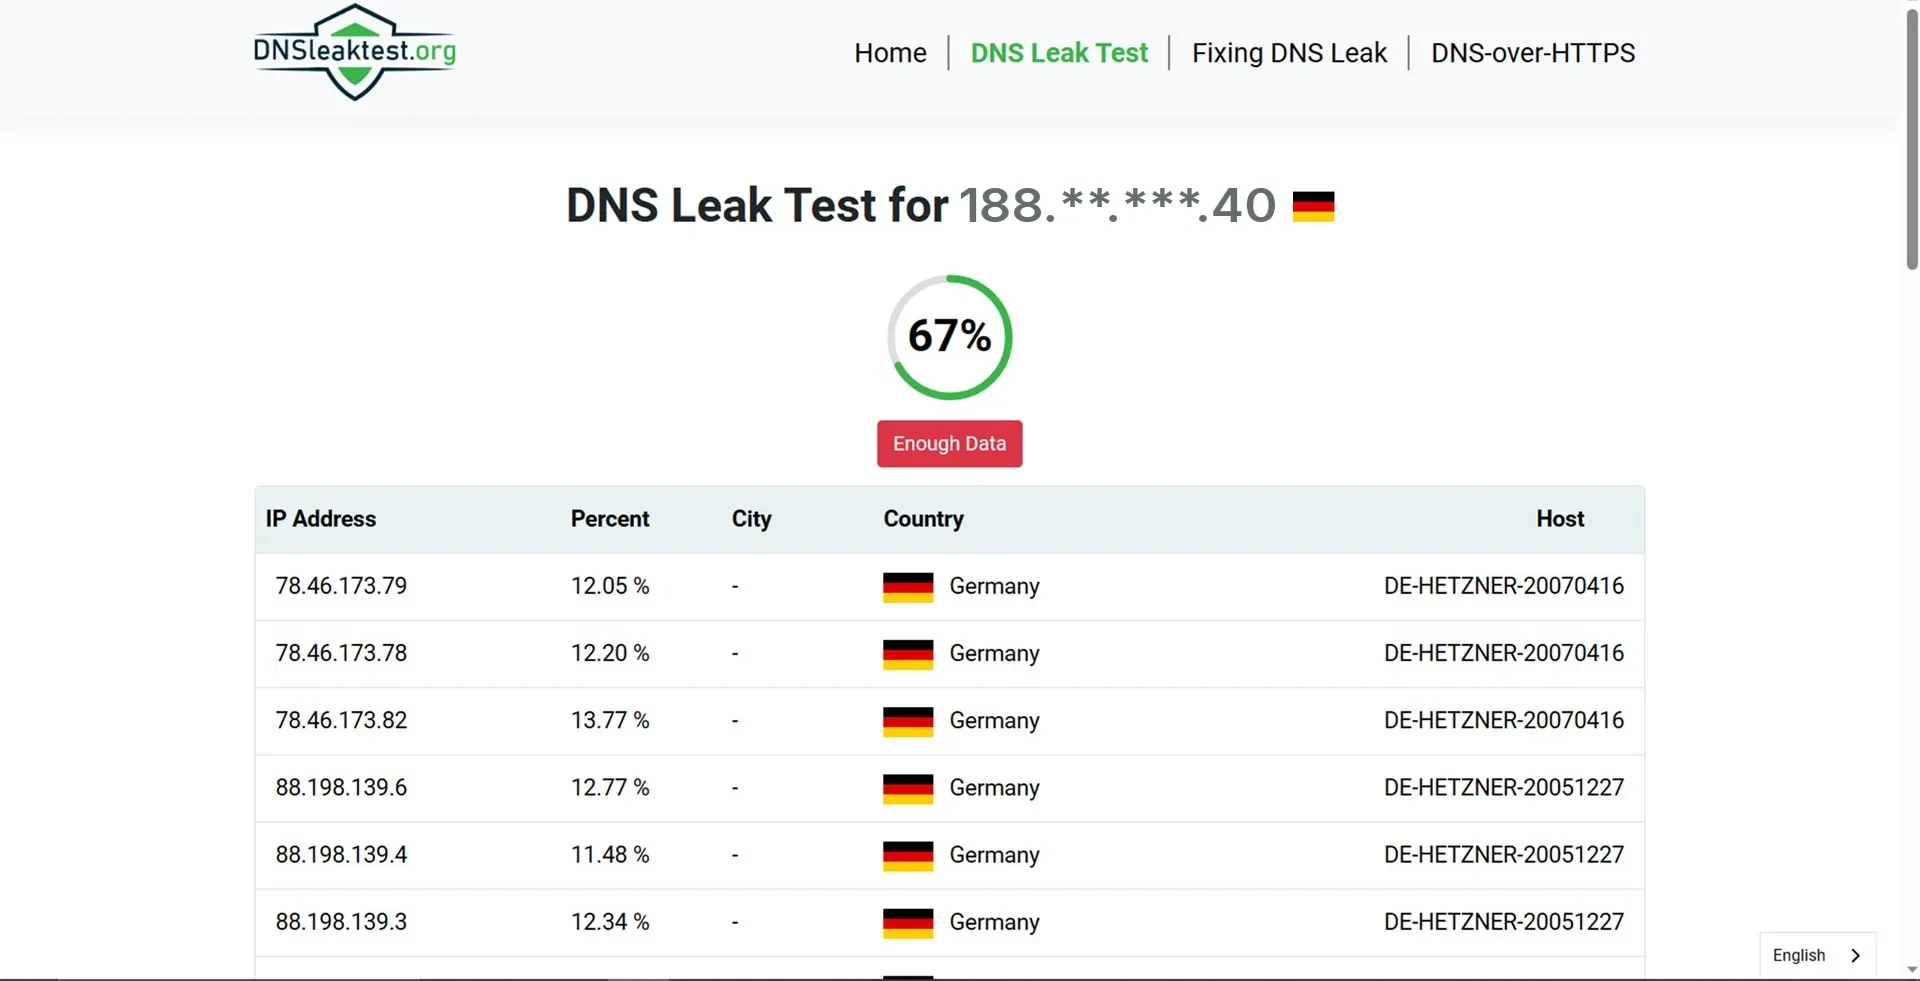 DNSleaktest.org
Home DNS Leak Test Fixing DNS Leak DNS-over-HTTPS
DNS Leak Test for 188.**.***.40
67%
Enough Data
IP Address Percent City Country Host
78.46.173.79 12.05 % - Germany DE-HETZNER-20070416
78.46.173.78 12.20 % - Germany DE-HETZNER-20070416
78.46.173.82 13.77 % - Germany DE-HETZNER-20070416
88.198.139.6 12.77 % - Germany DE-HETZNER-20051227
88.198.139.4 11.48 % - Germany DE-HETZNER-20051227
88.198.139.3 12.34 % - Germany DE-HETZNER-20051227
English